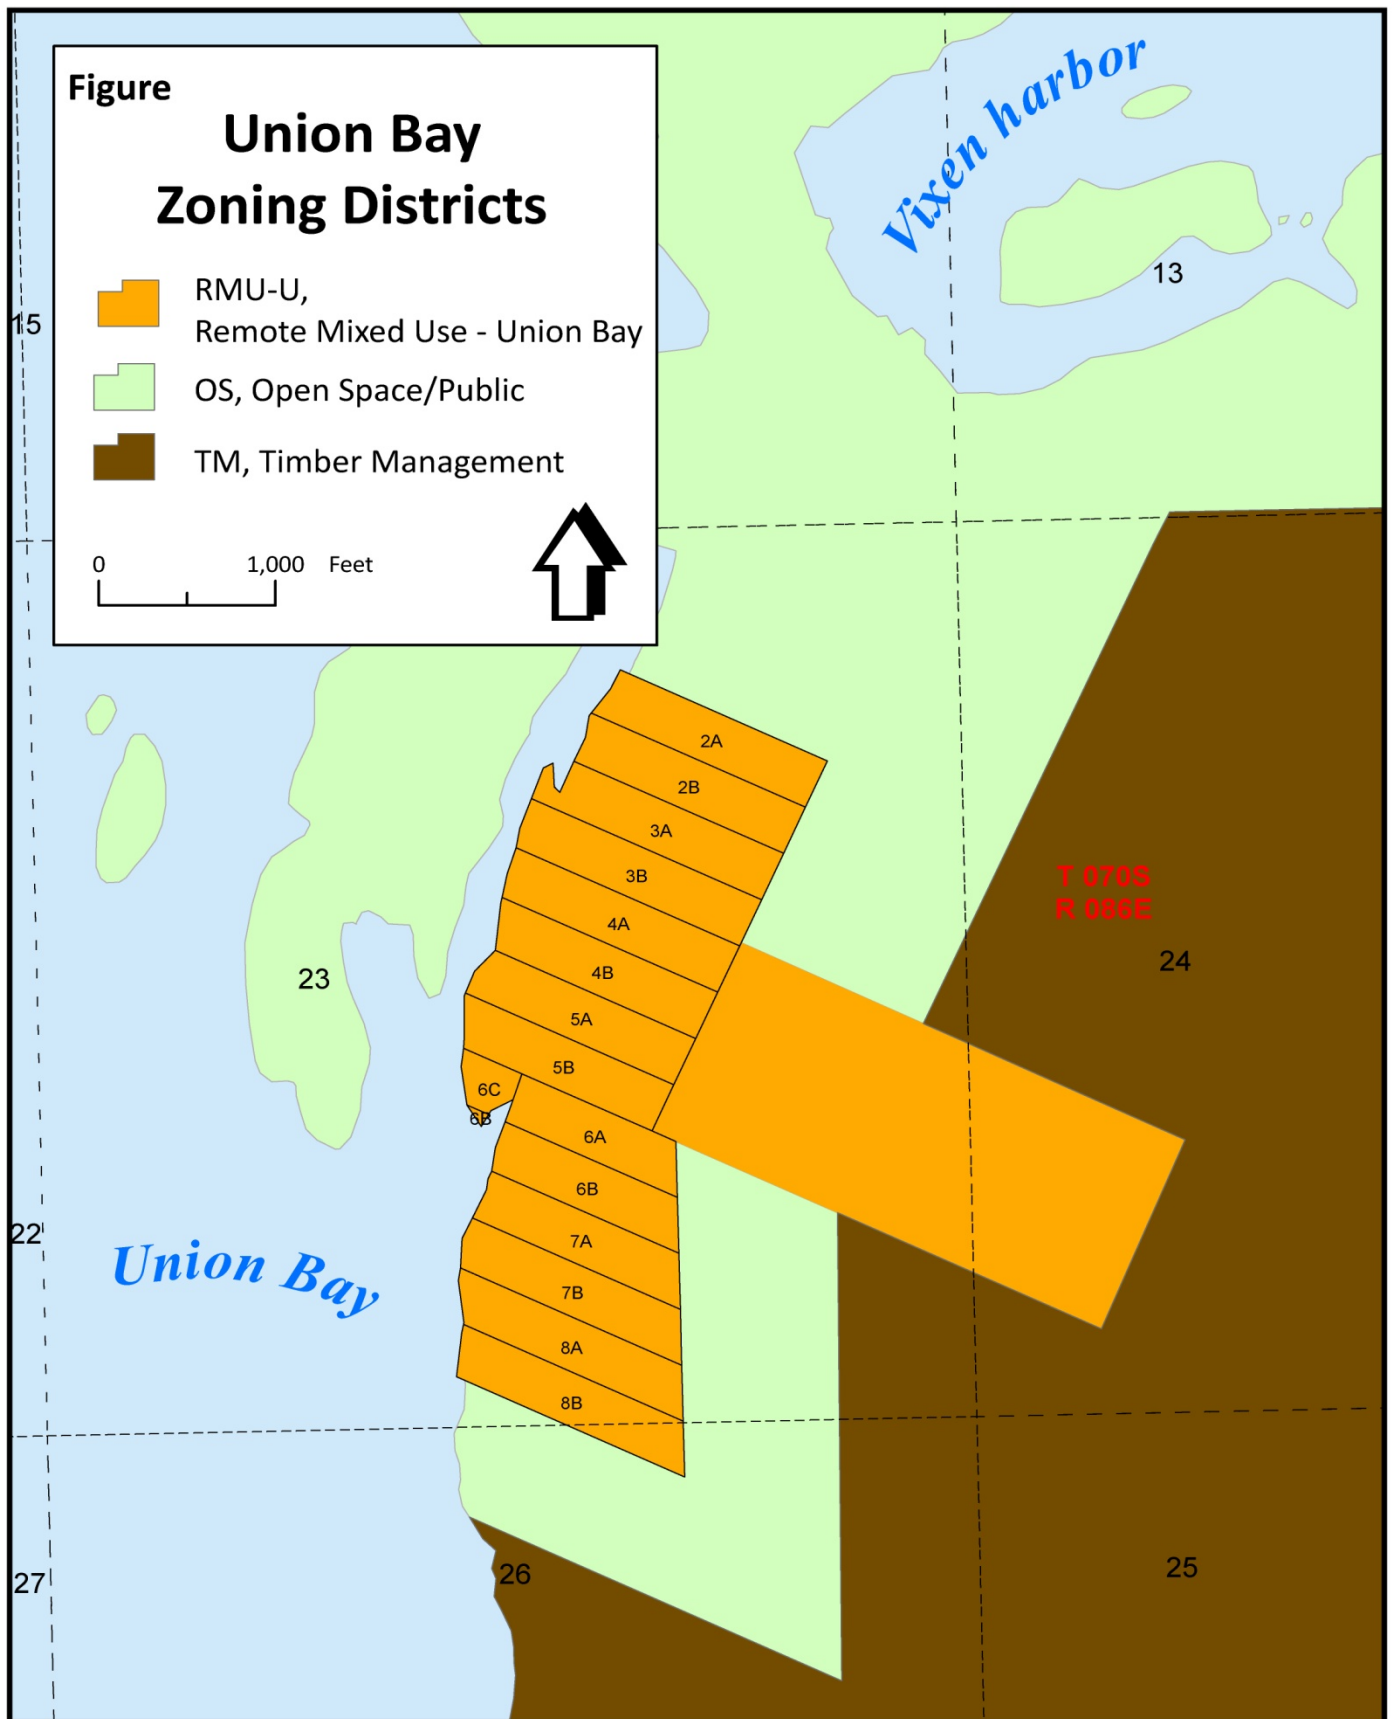 Figure
Union Bay
Zoning Districts
RMU-U,
Remote Mixed Use - Union Bay
OS, Open Space/Public
TM, Timber Management
0 1,000 Feet
Vixen harbor
13
15
2A
2B
3A
3B
4A
4B
5A
5B
6C
6B
6A
6B
7A
7B
8A
8B
T 070S
R 086E
24
23
22
Union Bay
27
26
25